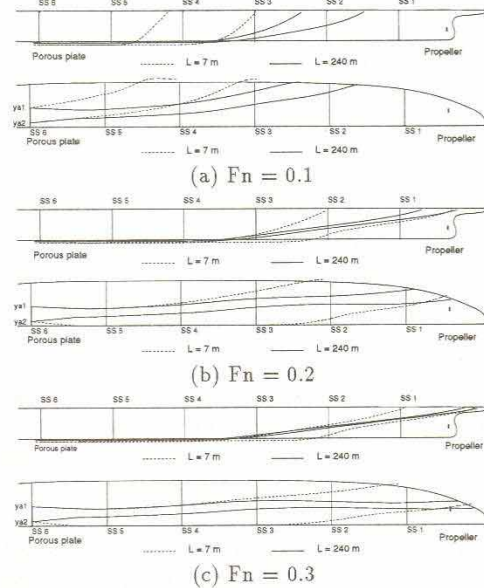 SS 6 SS 5 SS 4 SS 3 SS 2 SS 1
Porous plate Propeller
L = 7 m L = 240 m
ya1
ya2
SS 6 SS 5 SS 4 SS 3 SS 2 SS 1
Porous plate Propeller
L = 7 m L = 240 m
(a) Fn = 0.1
SS 6 SS 5 SS 4 SS 3 SS 2 SS 1
Porous plate Propeller
L = 7 m L = 240 m
ya1
ya2
SS 6 SS 5 SS 4 SS 3 SS 2 SS 1
Porous plate Propeller
L = 7 m L = 240 m
(b) Fn = 0.2
SS 6 SS 5 SS 4 SS 3 SS 2 SS 1
Porous plate Propeller
L = 7 m L = 240 m
ya1
ya2
SS 6 SS 5 SS 4 SS 3 SS 2 SS 1
Porous plate Propeller
L = 7 m L = 240 m
(c) Fn = 0.3